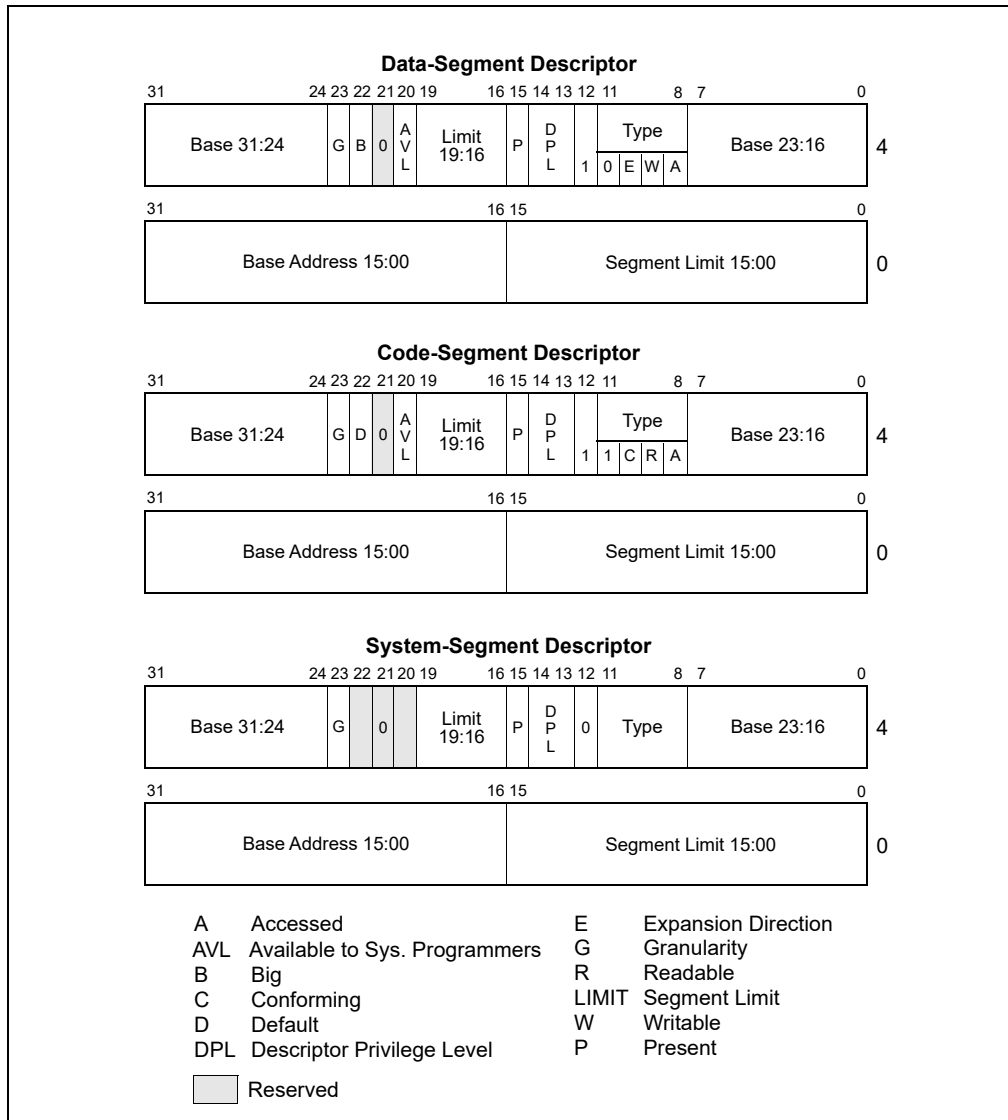 Data-Segment Descriptor
31 24 23 22 21 20 19 16 15 14 13 12 11 8 7 0
Base 31:24 G B 0 AVL Limit 19:16 P DPL 1 Type 0 E W A Base 23:16 4
31 16 15 0
Base Address 15:00 Segment Limit 15:00 0
Code-Segment Descriptor
31 24 23 22 21 20 19 16 15 14 13 12 11 8 7 0
Base 31:24 G D 0 AVL Limit 19:16 P DPL 1 Type 1 C R A Base 23:16 4
31 16 15 0
Base Address 15:00 Segment Limit 15:00 0
System-Segment Descriptor
31 24 23 22 21 20 19 16 15 14 13 12 11 8 7 0
Base 31:24 G 0 Limit 19:16 P DPL 0 Type Base 23:16 4
31 16 15 0
Base Address 15:00 Segment Limit 15:00 0
A Accessed
AVL Available to Sys. Programmers
B Big
C Conforming
D Default
DPL Descriptor Privilege Level
E Expansion Direction
G Granularity
R Readable
LIMIT Segment Limit
W Writable
P Present
Reserved